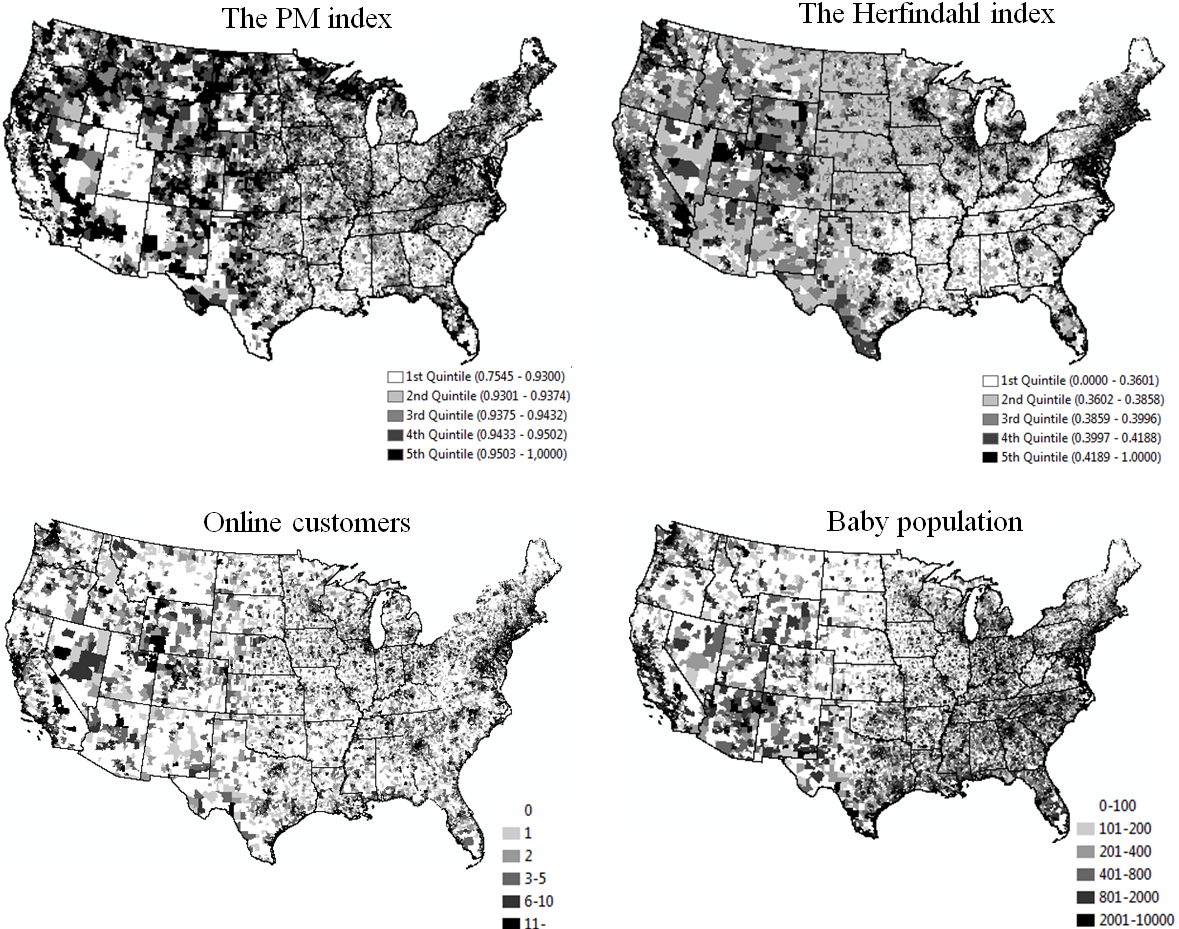 The PM index
1st Quintile (0.7545 - 0.9300)
2nd Quintile (0.9301 - 0.9374)
3rd Quintile (0.9375 - 0.9432)
4th Quintile (0.9433 - 0.9502)
5th Quintile (0.9503 - 1,0000)
The Herfindahl index
1st Quintile (0.0000 - 0.3601)
2nd Quintile (0.3602 - 0.3858)
3rd Quintile (0.3859 - 0.3996)
4th Quintile (0.3997 - 0.4188)
5th Quintile (0.4189 - 1.0000)
Online customers
0
1
2
3-5
6-10
11-
Baby population
0-100
101-200
201-400
401-800
801-2000
2001-10000